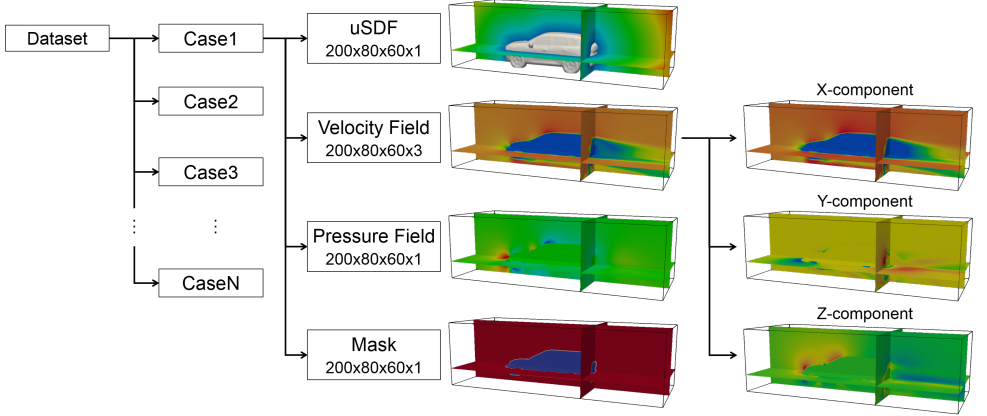 Dataset
Case1
Case2
Case3
⋮
⋮
CaseN
uSDF
200x80x60x1
Velocity Field
200x80x60x3
Pressure Field
200x80x60x1
Mask
200x80x60x1
X-component
Y-component
Z-component